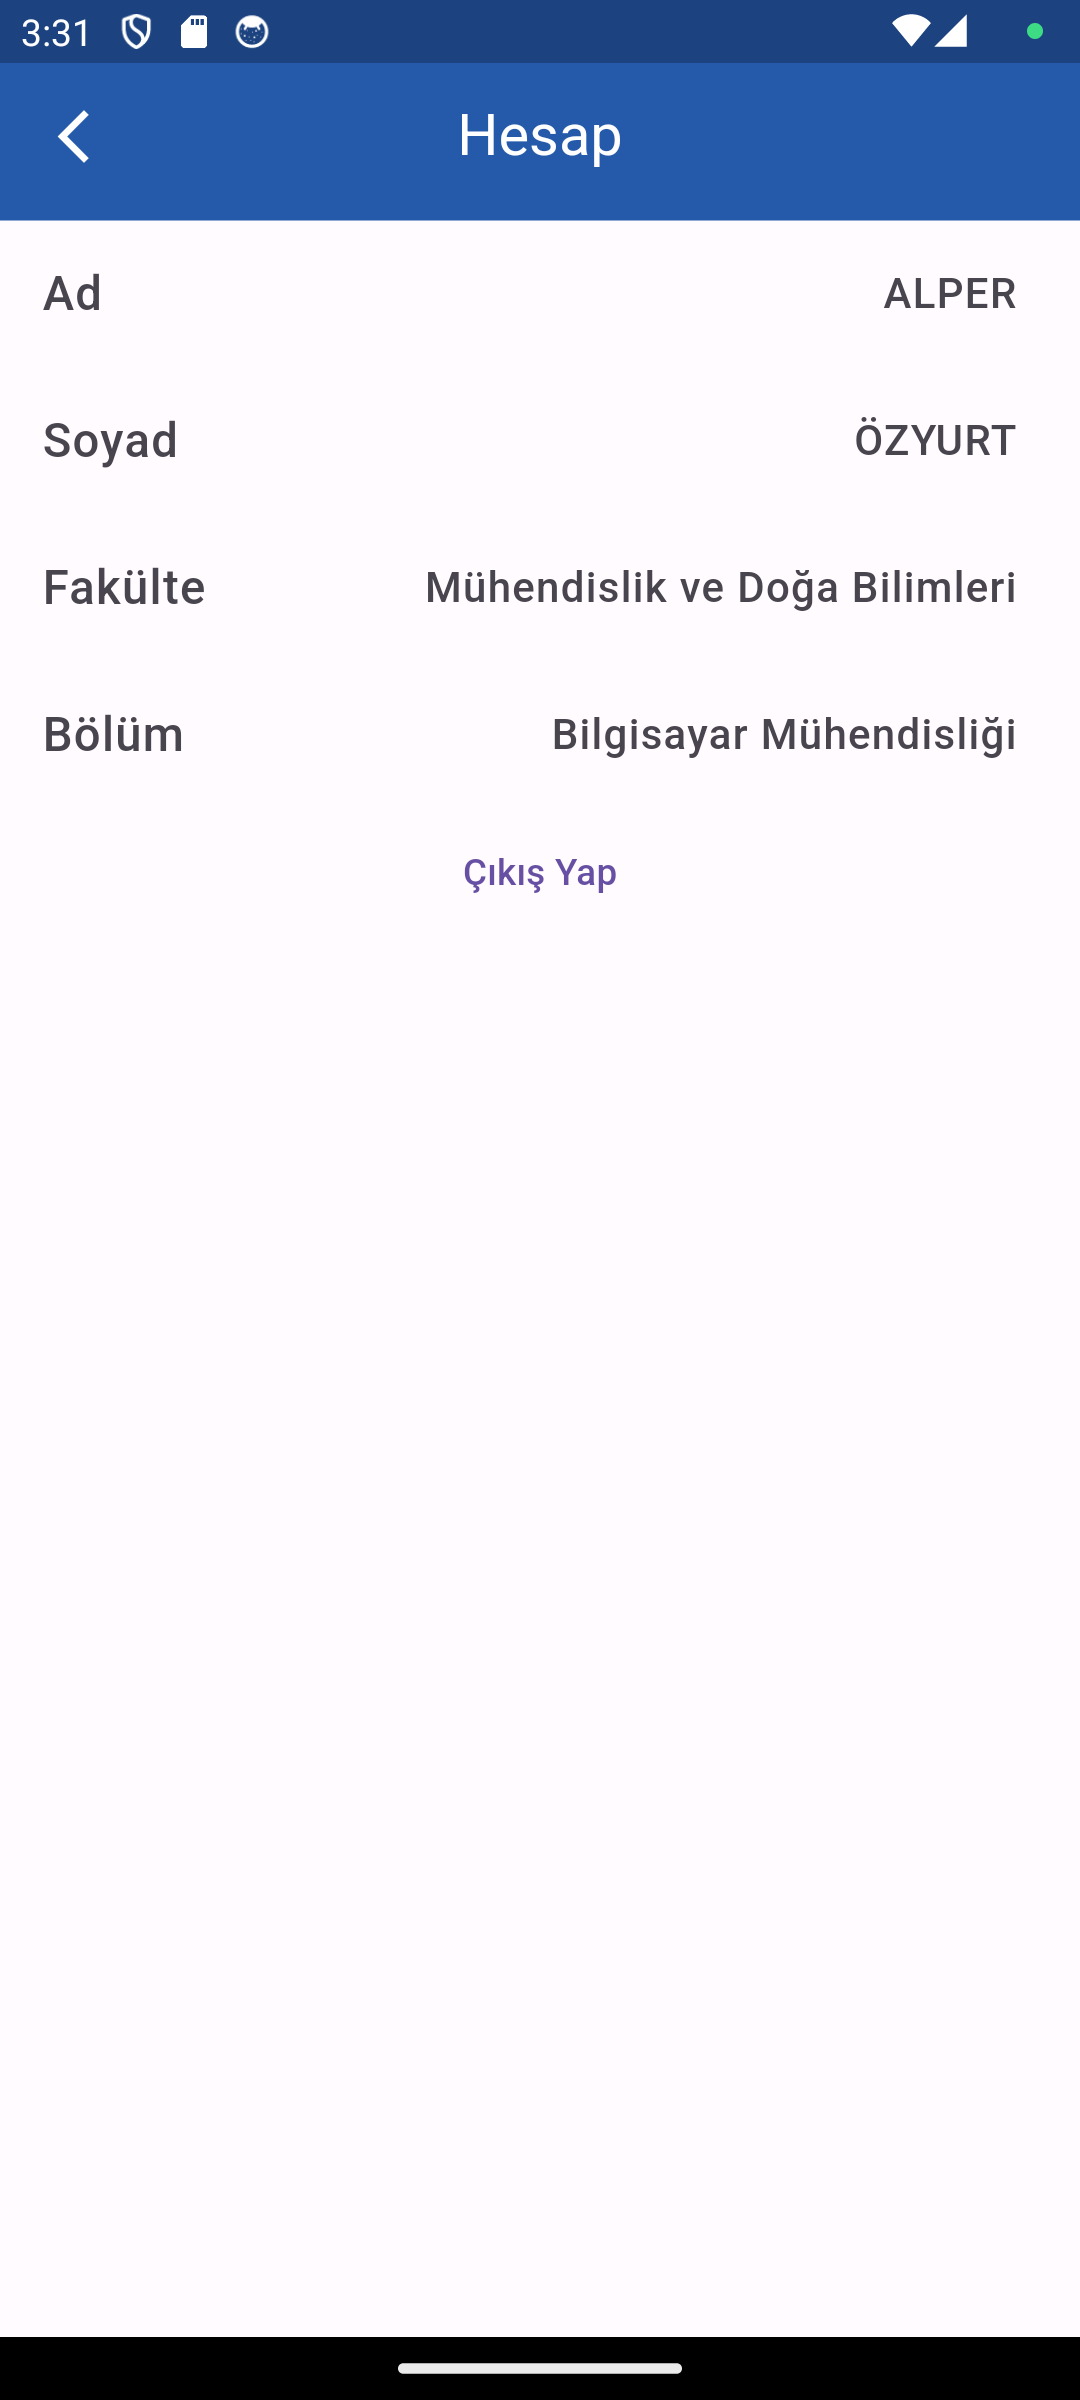 3:31
Hesap
Ad ALPER
Soyad ÖZYURT
Fakülte Mühendislik ve Doğa Bilimleri
Bölüm Bilgisayar Mühendisliği
Çıkış Yap